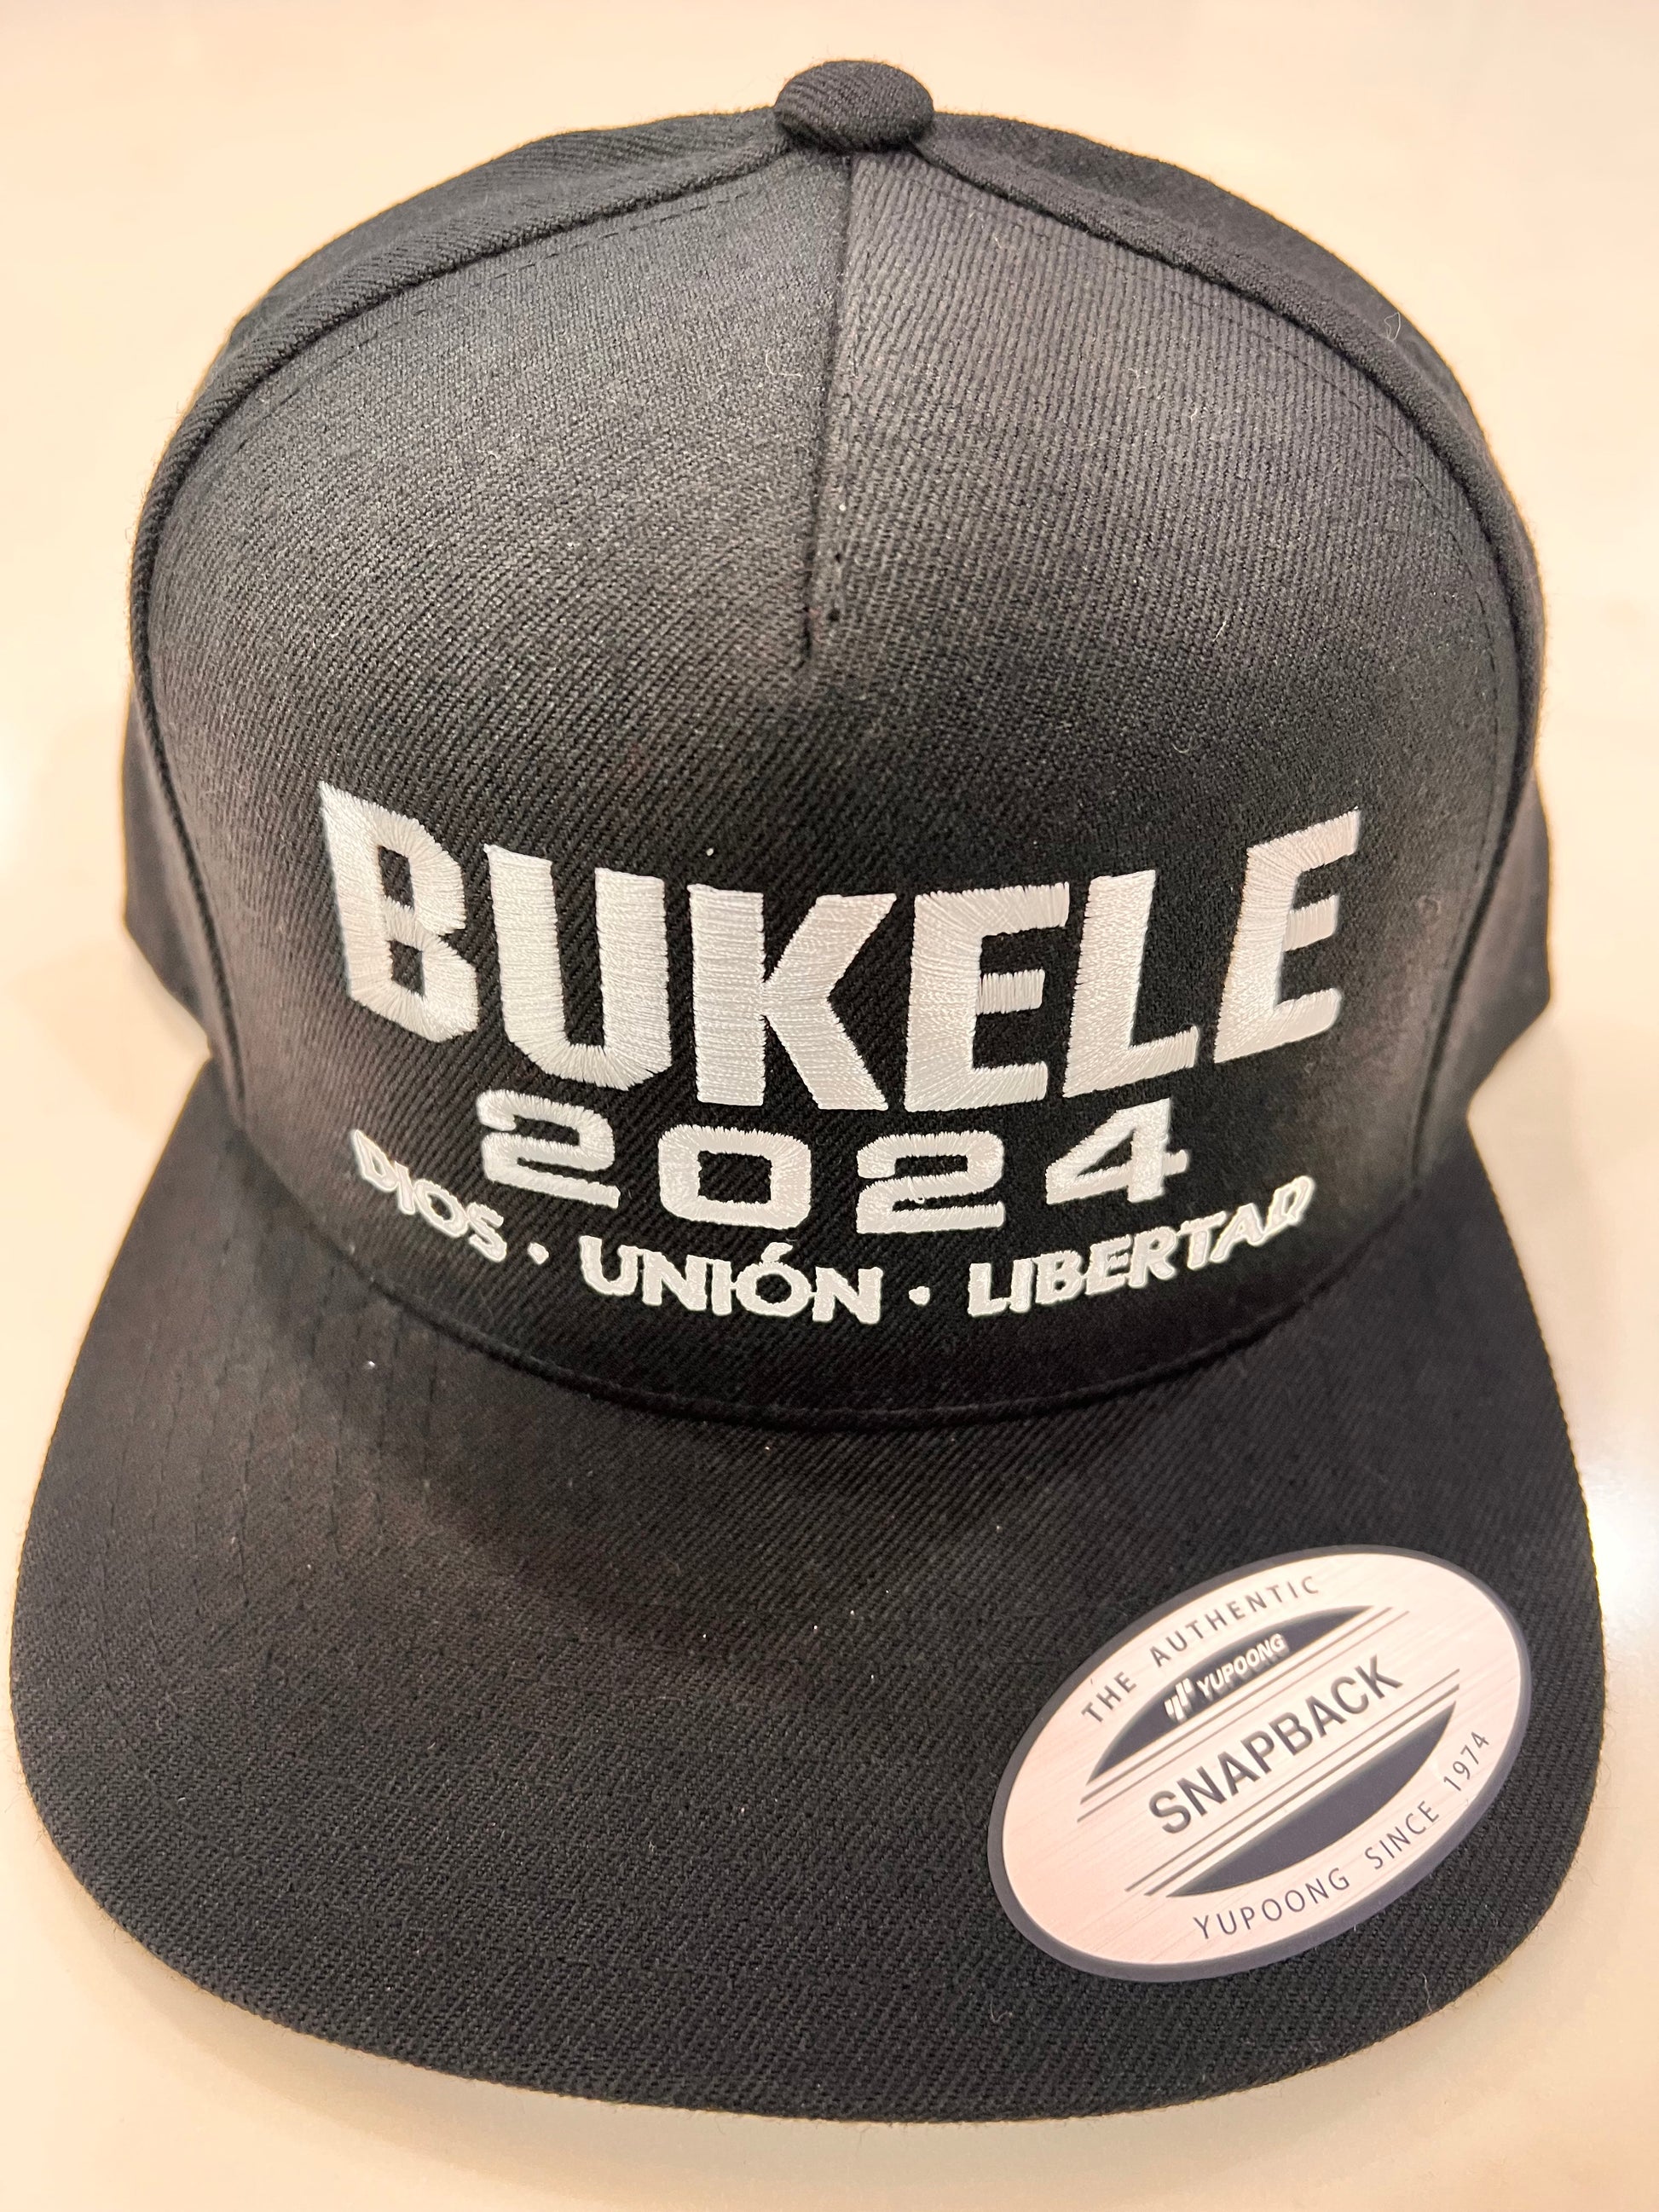 BUKELE
2024
DIOS · UNIÓN · LIBERTAD
THE AUTHENTIC
YUPOONG
SNAPBACK
YUPOONG SINCE 1974